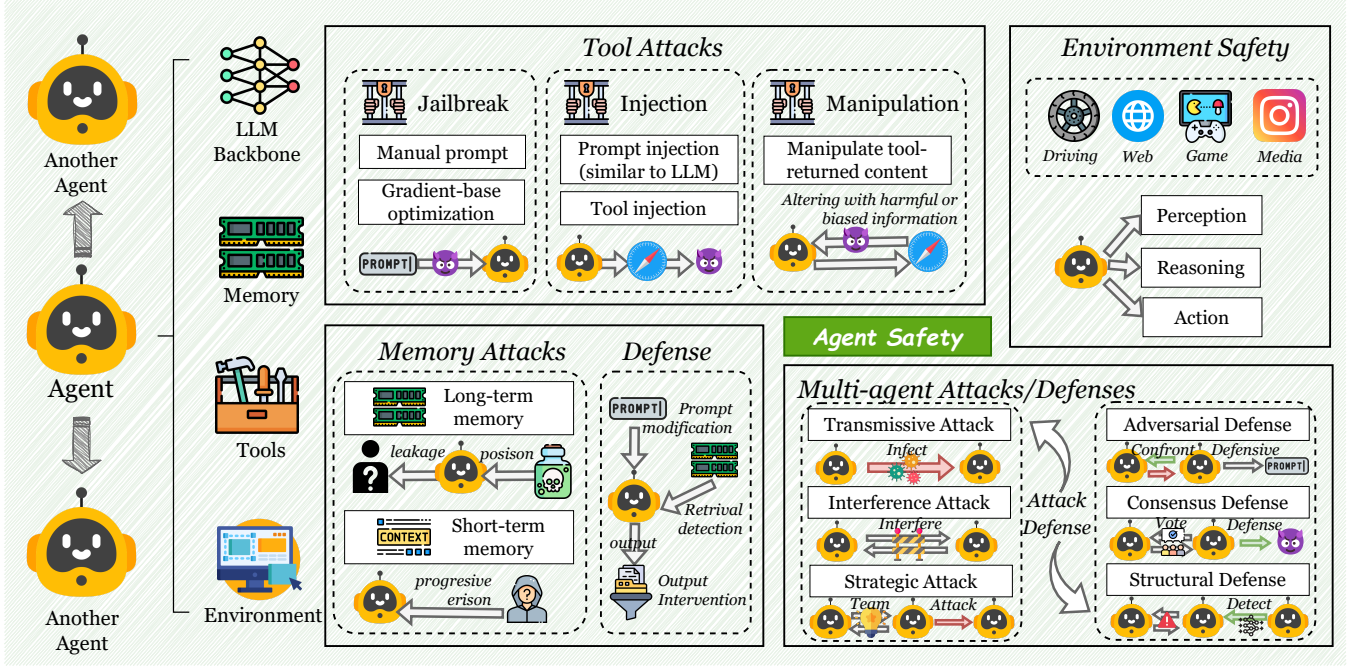 Another
Agent
Agent
Another
Agent
LLM
Backbone
Memory
Tools
Environment
Tool Attacks
Jailbreak
Manual prompt
Gradient-base
optimization
PROMPT
Injection
Prompt injection
(similar to LLM)
Tool injection
Manipulation
Manipulate tool-
returned content
Altering with harmful or
biased information
Environment Safety
Driving
Web
Game
Media
Perception
Reasoning
Action
Agent Safety
Memory Attacks
Long-term
memory
leakage
posison
Short-term
memory
CONTEXT
progresive
erison
Defense
PROMPT
Prompt
modification
Retrival
detection
output
Output
Intervention
Multi-agent Attacks/Defenses
Transmissive Attack
Infect
Interference Attack
Interfere
Strategic Attack
Team
Attack
Attack
Defense
Adversarial Defense
Confront
Defensive
PROMPT
Consensus Defense
Vote
Defense
Structural Defense
Detect